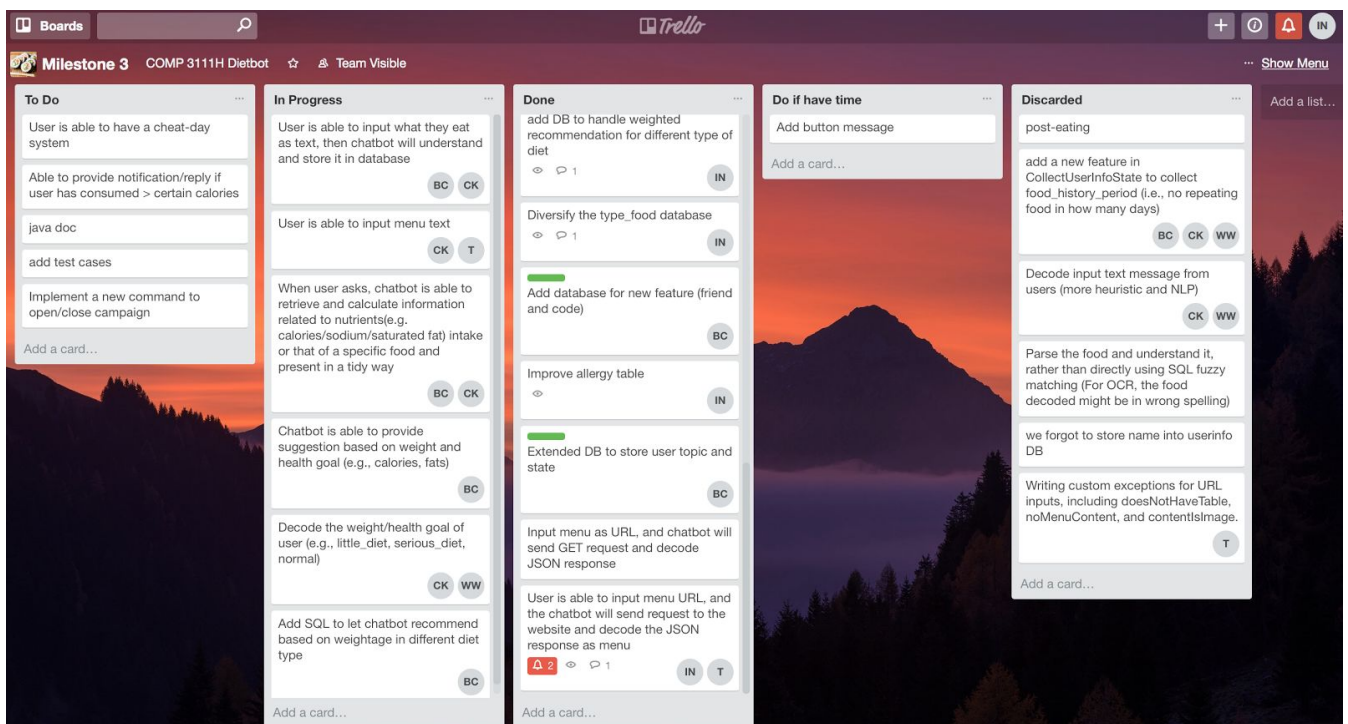 Boards
Trello
IN
Milestone 3
COMP 3111H Dietbot
Team Visible
... Show Menu
To Do
User is able to have a cheat-day
system
Able to provide notification/reply if
user has consumed > certain calories
java doc
add test cases
Implement a new command to
open/close campaign
Add a card...
In Progress
User is able to input what they eat
as text, then chatbot will understand
and store it in database
BC CK
User is able to input menu text
CK T
When user asks, chatbot is able to
retrieve and calculate information
related to nutrients(e.g.
calories/sodium/saturated fat) intake
or that of a specific food and
present in a tidy way
BC CK
Chatbot is able to provide
suggestion based on weight and
health goal (e.g., calories, fats)
BC
Decode the weight/health goal of
user (e.g., little_diet, serious_diet,
normal)
CK WW
Add SQL to let chatbot recommend
based on weightage in different diet
type
BC
Add a card...
Done
add DB to handle weighted
recommendation for different type of
diet
1
IN
Diversify the type_food database
1
IN
Add database for new feature (friend
and code)
BC
Improve allergy table
IN
Extended DB to store user topic and
state
BC
Input menu as URL, and chatbot will
send GET request and decode
JSON response
User is able to input menu URL, and
the chatbot will send request to the
website and decode the JSON
response as menu
2 1
IN T
Add a card...
Do if have time
Add button message
Add a card...
Discarded
post-eating
add a new feature in
CollectUserInfoState to collect
food_history_period (i.e., no repeating
food in how many days)
BC CK WW
Decode input text message from
users (more heuristic and NLP)
CK WW
Parse the food and understand it,
rather than directly using SQL fuzzy
matching (For OCR, the food
decoded might be in wrong spelling)
we forgot to store name into userinfo
DB
Writing custom exceptions for URL
inputs, including doesNotHaveTable,
noMenuContent, and contentIsImage.
T
Add a card...
Add a list...